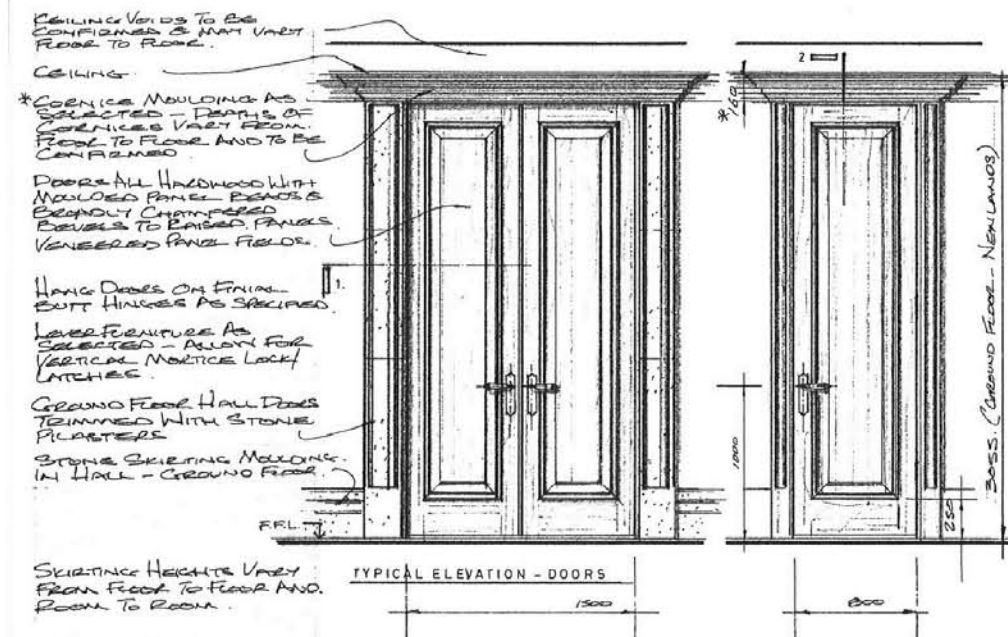 CEILING VOIDS TO BE
CONFIRMED & MAY VARY
FLOOR TO FLOOR.
CEILING
*CORNICE MOULDING AS
SELECTED - DEPTHS OF
CORNICES VARY FROM
FLOOR TO FLOOR AND TO BE
CONFIRMED
DOORS ALL HARDWOOD WITH
MOULDED PANEL BEADS &
BROADLY CHAMFERED
BEVELS TO RAISED PANELS.
VENEERED PANEL FIELDS.
HANG DOORS ON FINIAL
BUTT HINGES AS SPECIFIED.
LEVER FURNITURE AS
SELECTED - ALLOW FOR
VERTICAL MORTICE LOCK/
LATCHES.
GROUND FLOOR HALL DOORS
TRIMMED WITH STONE
PILASTERS
STONE SKIRTING MOULDING.
IN HALL - GROUND FLOOR.
F.F.L.
SKIRTING HEIGHTS VARY
FROM FLOOR TO FLOOR AND.
ROOM TO ROOM.
1.
2
*160
1000
250
(GROUND FLOOR - NEWLANDS)
TYPICAL ELEVATION - DOORS
1500
800